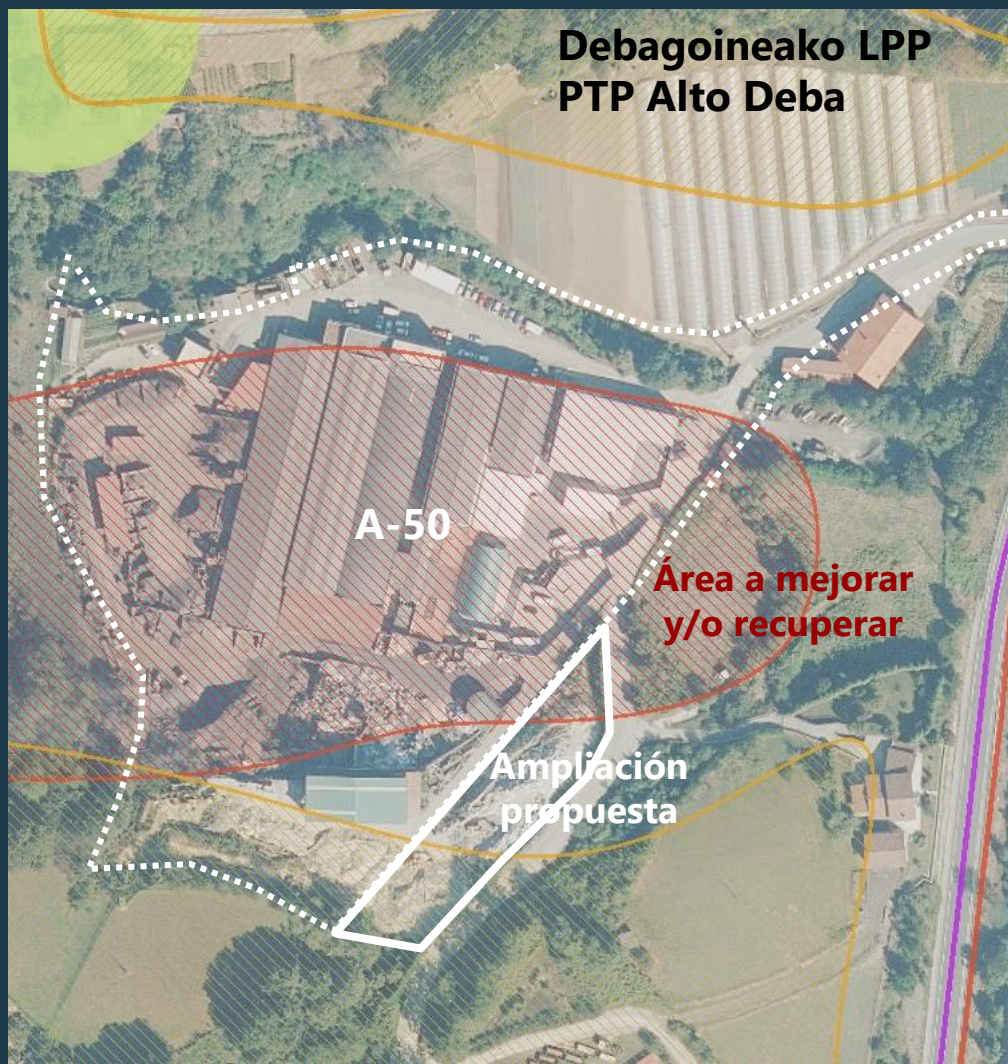 Debagoineako LPP
PTP Alto Deba
A-50
Área a mejorar
y/o recuperar
Ampliación
propuesta